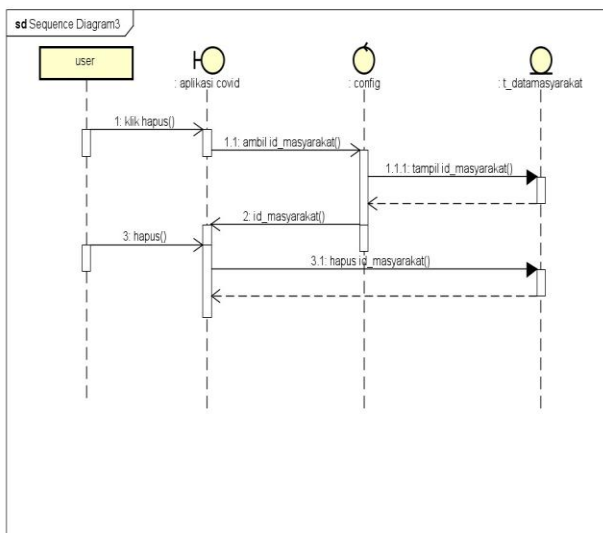 sd Sequence Diagram3
user
: aplikasi covid
: config
: t_datamasyarakat
1: klik hapus()
1.1: ambil id_masyarakat()
1.1.1: tampil id_masyarakat()
2: id_masyarakat()
3: hapus()
3.1: hapus id_masyarakat()